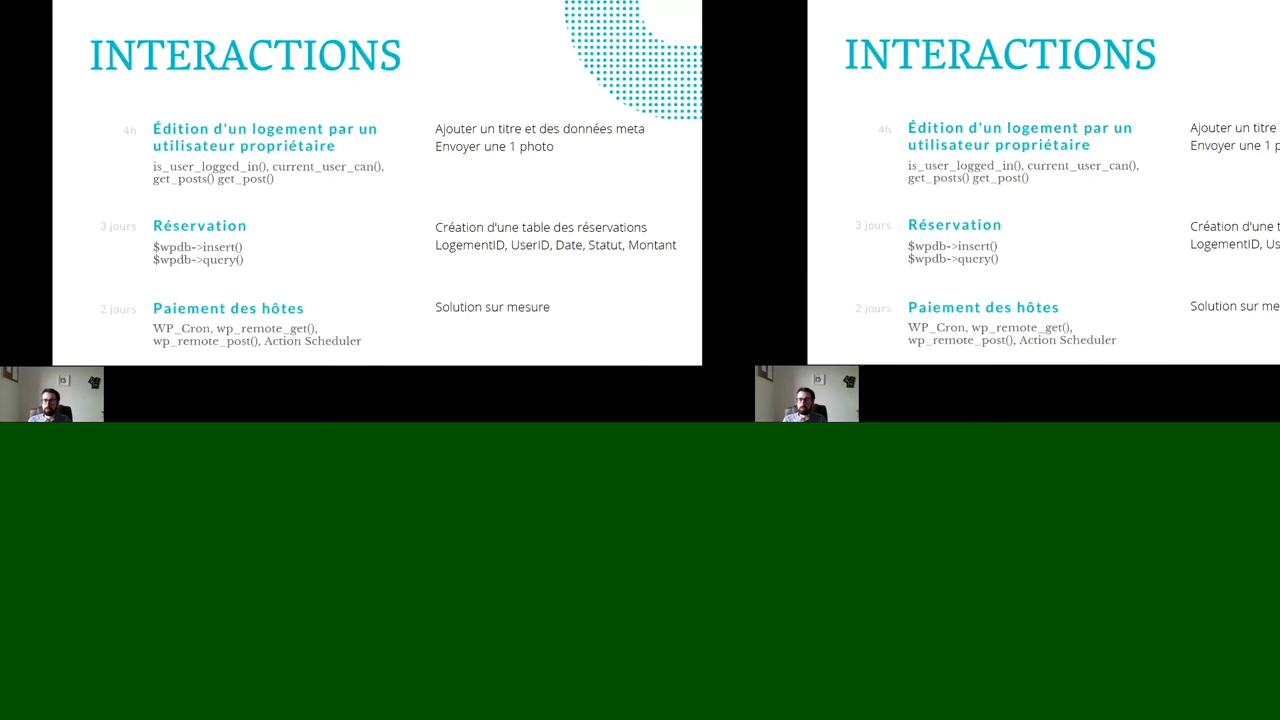 INTERACTIONS
4h
Édition d'un logement par un
utilisateur propriétaire
is_user_logged_in(), current_user_can(),
get_posts() get_post()
Ajouter un titre et des données meta
Envoyer une 1 photo
3 jours
Réservation
$wpdb->insert()
$wpdb->query()
Création d'une table des réservations
LogementID, UserID, Date, Statut, Montant
2 jours
Paiement des hôtes
WP_Cron, wp_remote_get(),
wp_remote_post(), Action Scheduler
Solution sur mesure
INTERACTIONS
4h
Édition d'un logement par un
utilisateur propriétaire
is_user_logged_in(), current_user_can(),
get_posts() get_post()
Ajouter un titre
Envoyer une 1 p
3 jours
Réservation
$wpdb->insert()
$wpdb->query()
Création d'une t
LogementID, Us
2 jours
Paiement des hôtes
WP_Cron, wp_remote_get(),
wp_remote_post(), Action Scheduler
Solution sur me